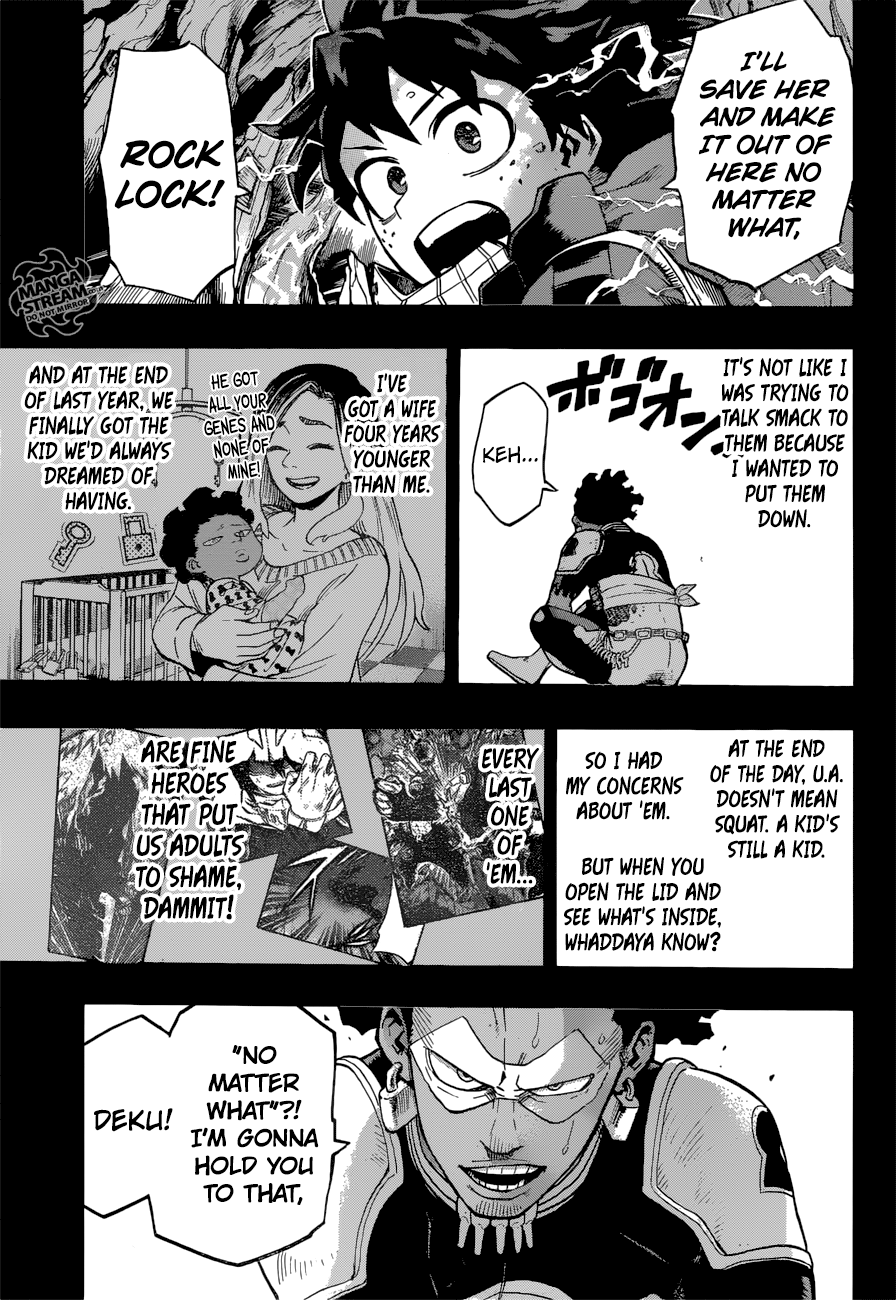 I'LL
SAVE HER
AND MAKE
IT OUT OF
HERE NO
MATTER
WHAT,
ROCK
LOCK!
MANGA
STREAM
DO NOT MIRROR
IT'S NOT LIKE I
WAS TRYING TO
TALK SMACK TO
THEM BECAUSE
I WANTED TO
PUT THEM
DOWN.
ボゴオン
KEH...
I'VE
GOT A WIFE
FOUR YEARS
YOUNGER
THAN ME.
HE GOT
ALL YOUR
GENES AND
NONE OF
MINE!
AND AT THE END
OF LAST YEAR, WE
FINALLY GOT THE
KID WE'D ALWAYS
DREAMED OF
HAVING.
AT THE END
OF THE DAY, U.A.
DOESN'T MEAN
SQUAT. A KID'S
STILL A KID.
SO I HAD
MY CONCERNS
ABOUT 'EM.
BUT WHEN YOU
OPEN THE LID AND
SEE WHAT'S INSIDE,
WHADDAYA KNOW?
EVERY
LAST
ONE
OF
'EM...
ARE FINE
HEROES
THAT PUT
US ADULTS
TO SHAME,
DAMMIT!
"NO
MATTER
WHAT"?!
I'M GONNA
HOLD YOU
TO THAT,
DEKU!